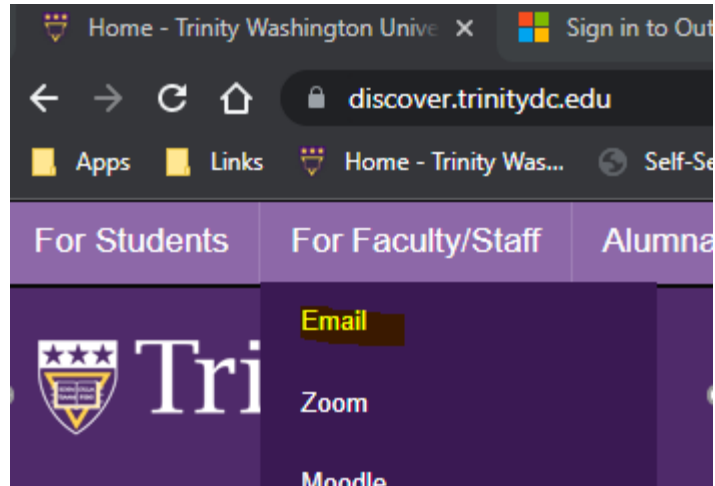 Home - Trinity Washington Unive
Sign in to Out
discover.trinitydc.edu
Apps Links Home - Trinity Was... Self-Se
For Students For Faculty/Staff Alumna
Email
Tri
Zoom
Moodle